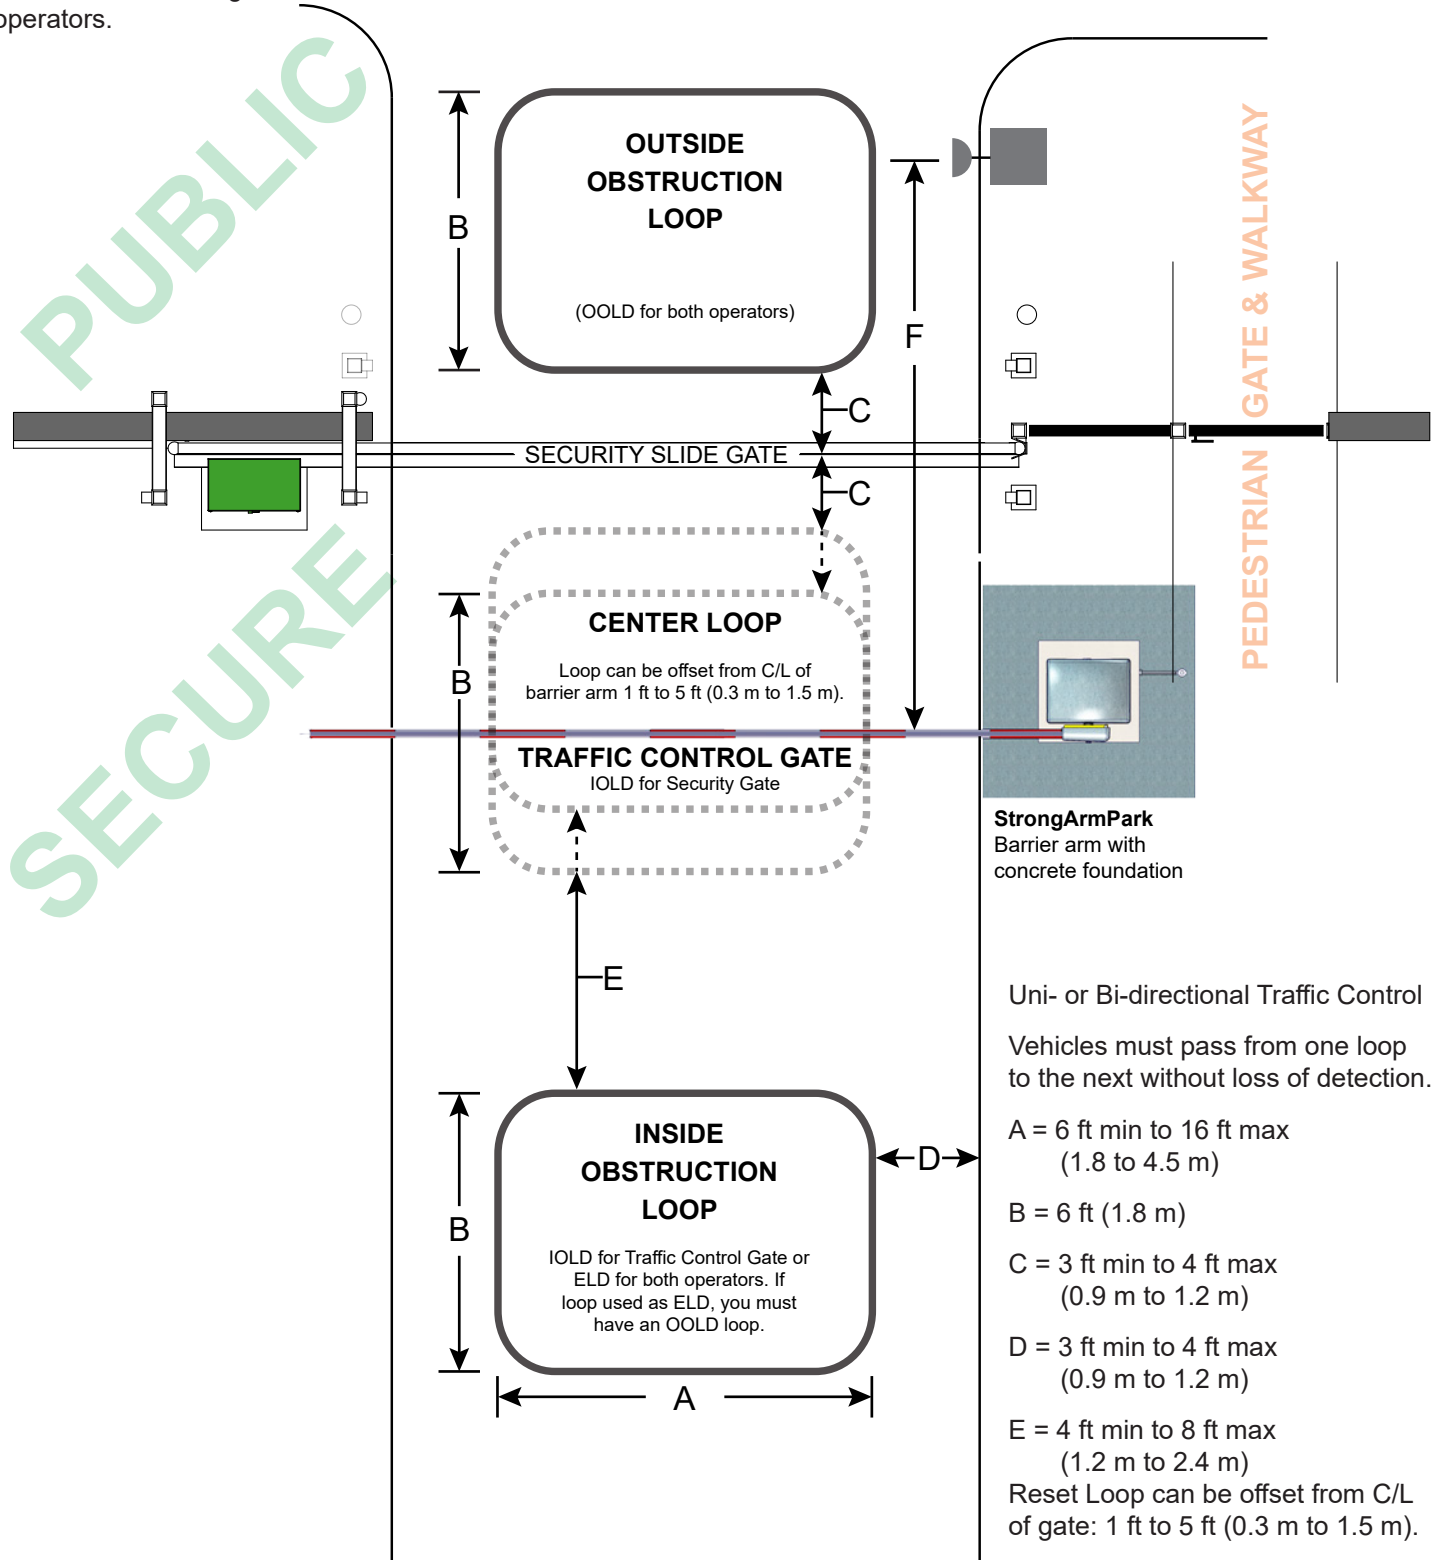 operators.
PUBLIC
OUTSIDE
OBSTRUCTION
LOOP
(OOLD for both operators)
B
F
C
PEDESTRIAN GATE & WALKWAY
SECURITY SLIDE GATE
C
SECURE
CENTER LOOP
Loop can be offset from C/L of
barrier arm 1 ft to 5 ft (0.3 m to 1.5 m).
B
TRAFFIC CONTROL GATE
IOLD for Security Gate
StrongArmPark
Barrier arm with
concrete foundation
E
INSIDE
OBSTRUCTION
LOOP
IOLD for Traffic Control Gate or
ELD for both operators. If
loop used as ELD, you must
have an OOLD loop.
B
D
A
Uni- or Bi-directional Traffic Control
Vehicles must pass from one loop
to the next without loss of detection.
A = 6 ft min to 16 ft max
(1.8 to 4.5 m)
B = 6 ft (1.8 m)
C = 3 ft min to 4 ft max
(0.9 m to 1.2 m)
D = 3 ft min to 4 ft max
(0.9 m to 1.2 m)
E = 4 ft min to 8 ft max
(1.2 m to 2.4 m)
Reset Loop can be offset from C/L
of gate: 1 ft to 5 ft (0.3 m to 1.5 m).